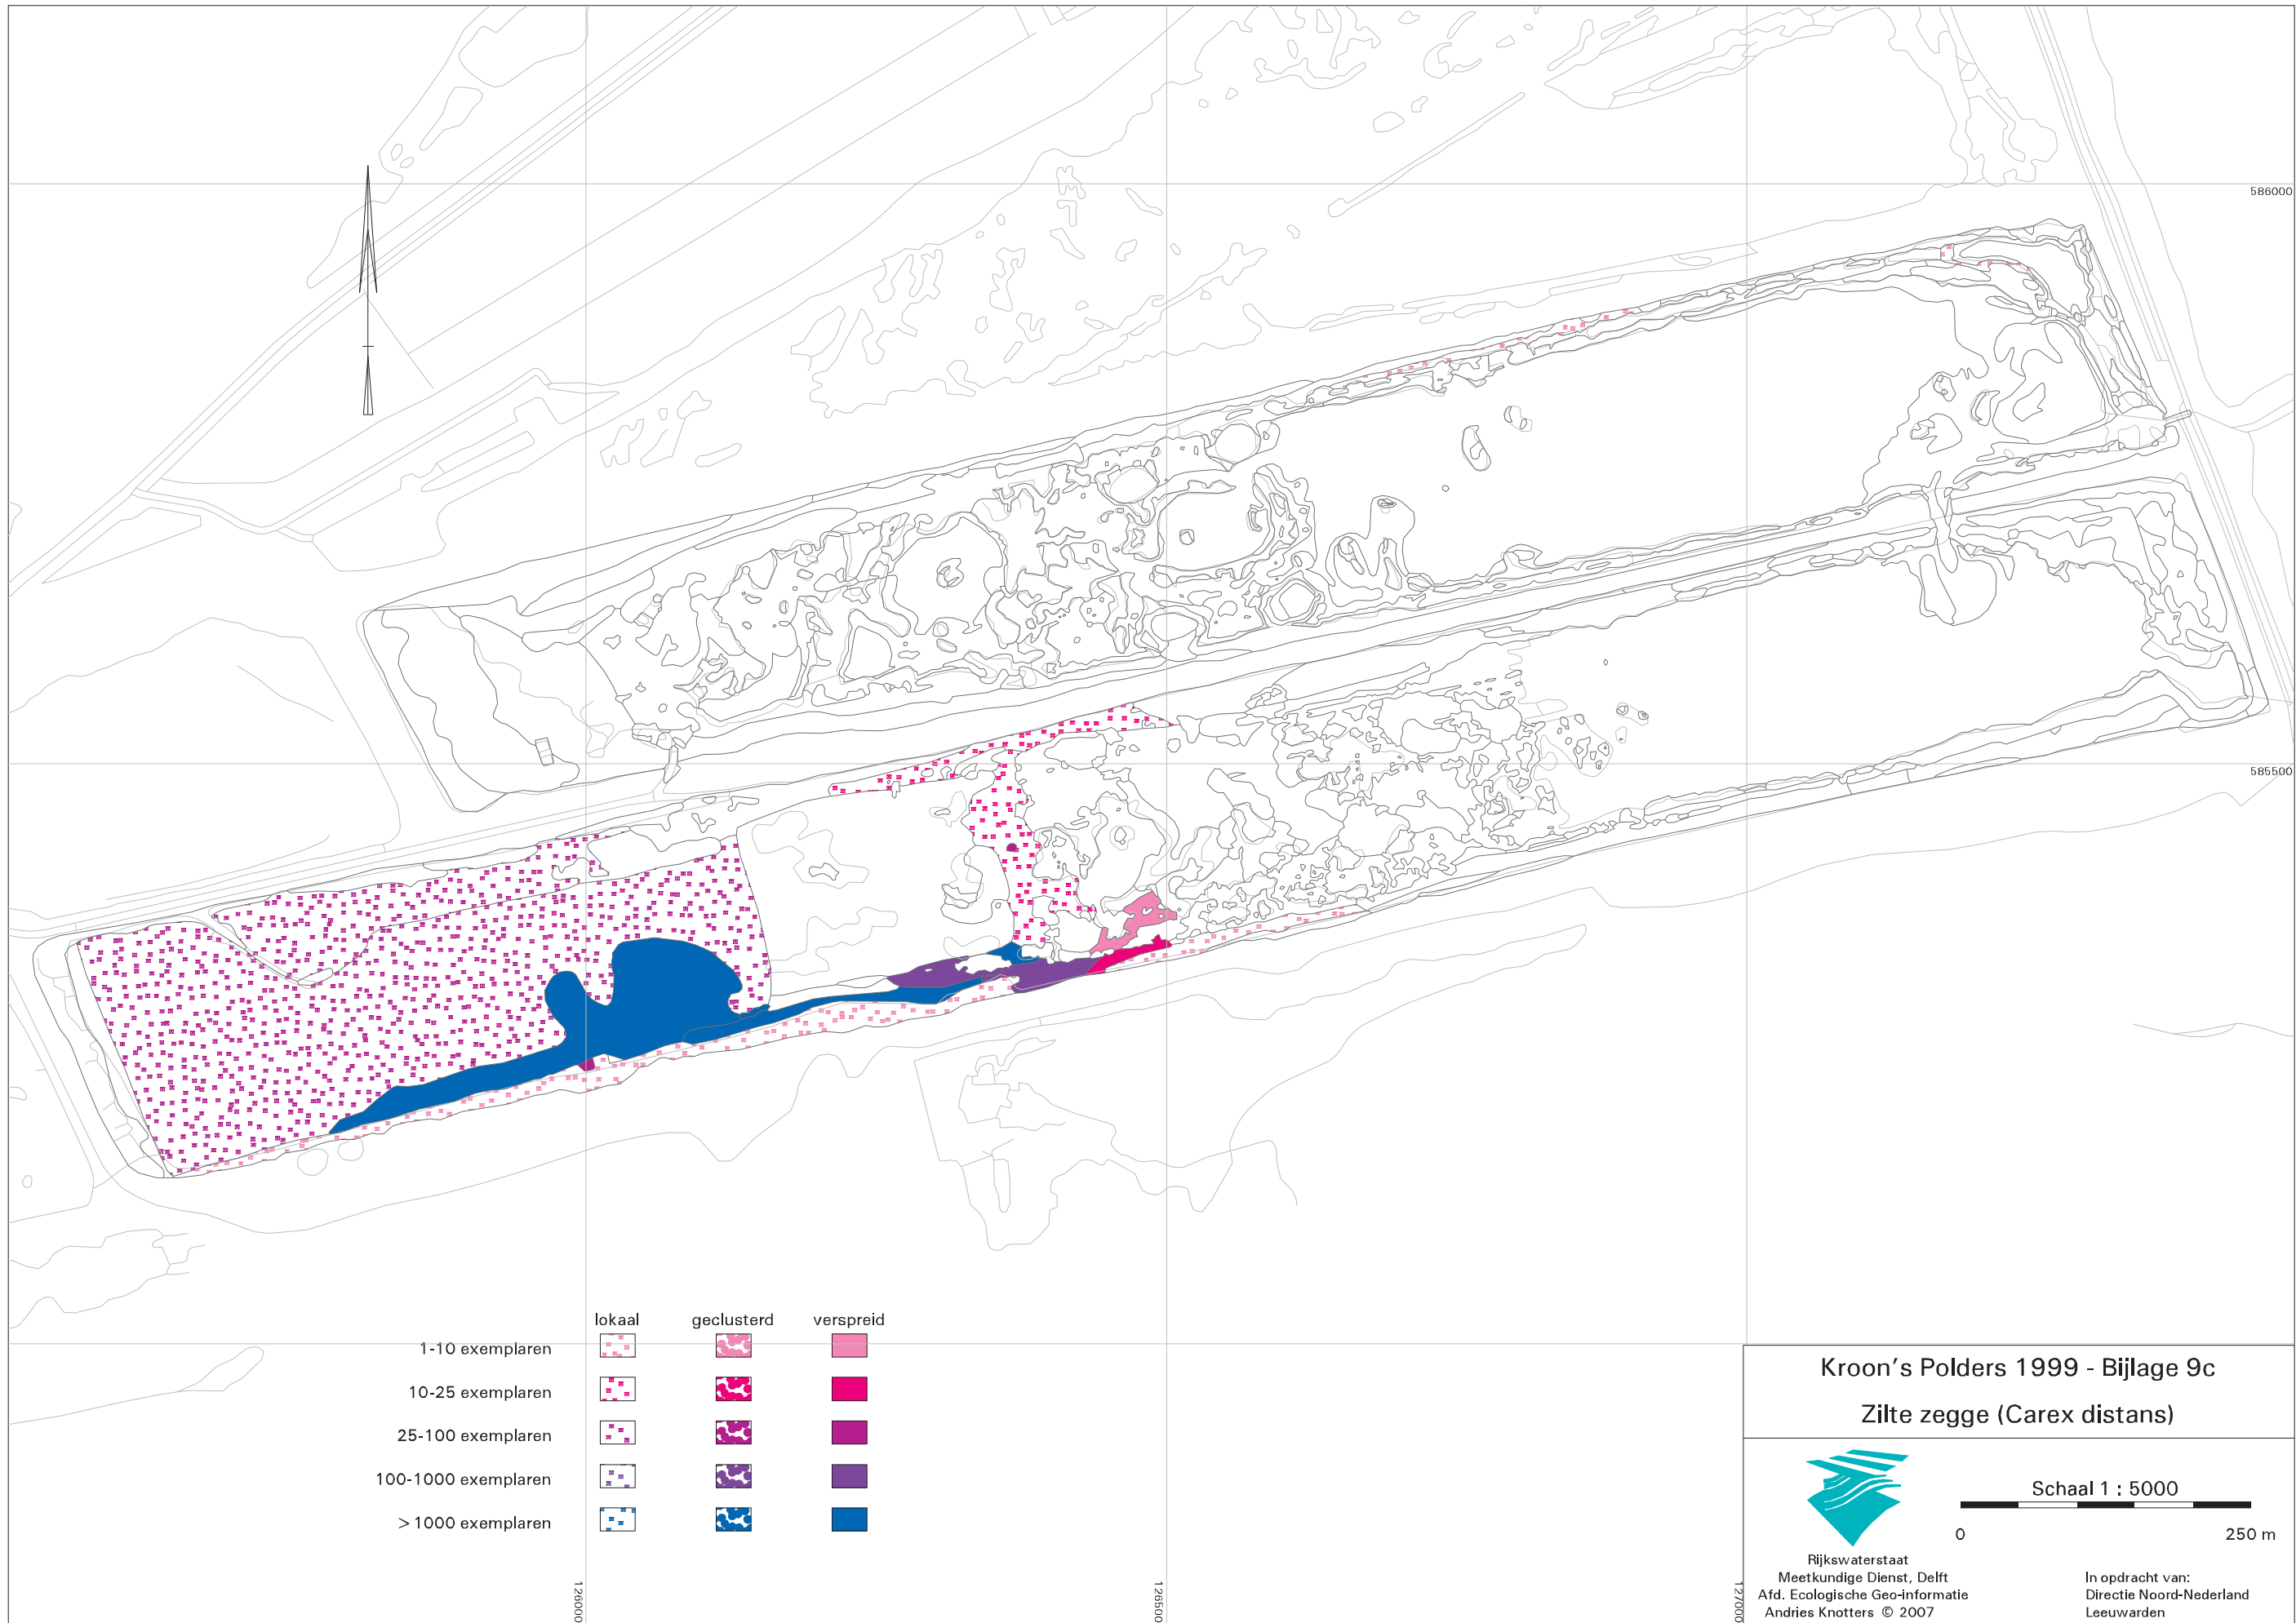 586000
585500
lokaal geclusterd verspreid
1-10 exemplaren
10-25 exemplaren
25-100 exemplaren
100-1000 exemplaren
>1000 exemplaren
126000
126500
127000
Kroon's Polders 1999 - Bijlage 9c
Zilte zegge (Carex distans)
Schaal 1 : 5000
0 250 m
Rijkswaterstaat
Meetkundige Dienst, Delft
Afd. Ecologische Geo-informatie
Andries Knotters © 2007
In opdracht van:
Directie Noord-Nederland
Leeuwarden